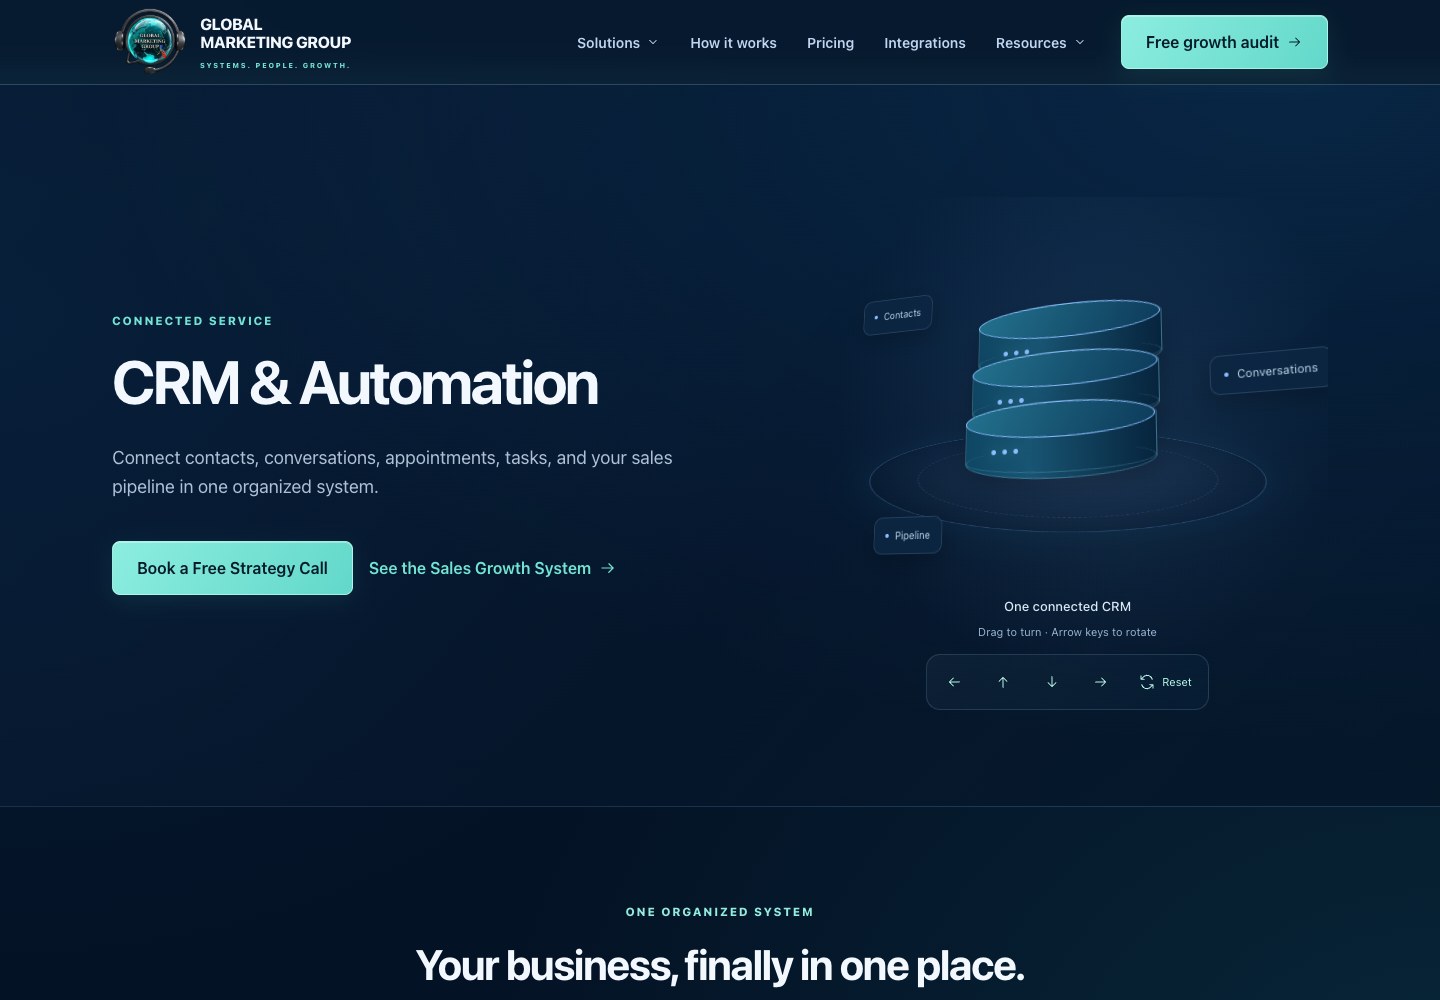 GLOBAL
MARKETING GROUP
SYSTEMS. PEOPLE. GROWTH.
GLOBAL
MARKETING
GROUP
Solutions
How it works
Pricing
Integrations
Resources
Free growth audit
CONNECTED SERVICE
CRM & Automation
Connect contacts, conversations, appointments, tasks, and your sales
pipeline in one organized system.
Book a Free Strategy Call
See the Sales Growth System
Contacts
Conversations
Pipeline
One connected CRM
Drag to turn · Arrow keys to rotate
Reset
ONE ORGANIZED SYSTEM
Your business, finally in one place.